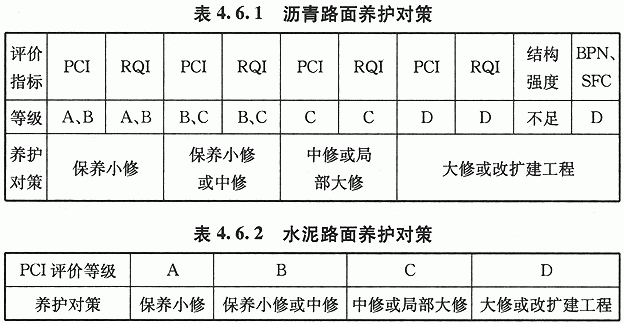 表4.6.1 沥青路面养护对策
评价指标 PCI RQI PCI RQI PCI RQI PCI RQI 结构强度 BPN、SFC
等级 A、B A、B B、C B、C C C D D 不足 D
养护对策 保养小修 保养小修或中修 中修或局部大修 大修或改扩建工程
表4.6.2 水泥路面养护对策
PCI评价等级 A B C D
养护对策 保养小修 保养小修或中修 中修或局部大修 大修或改扩建工程